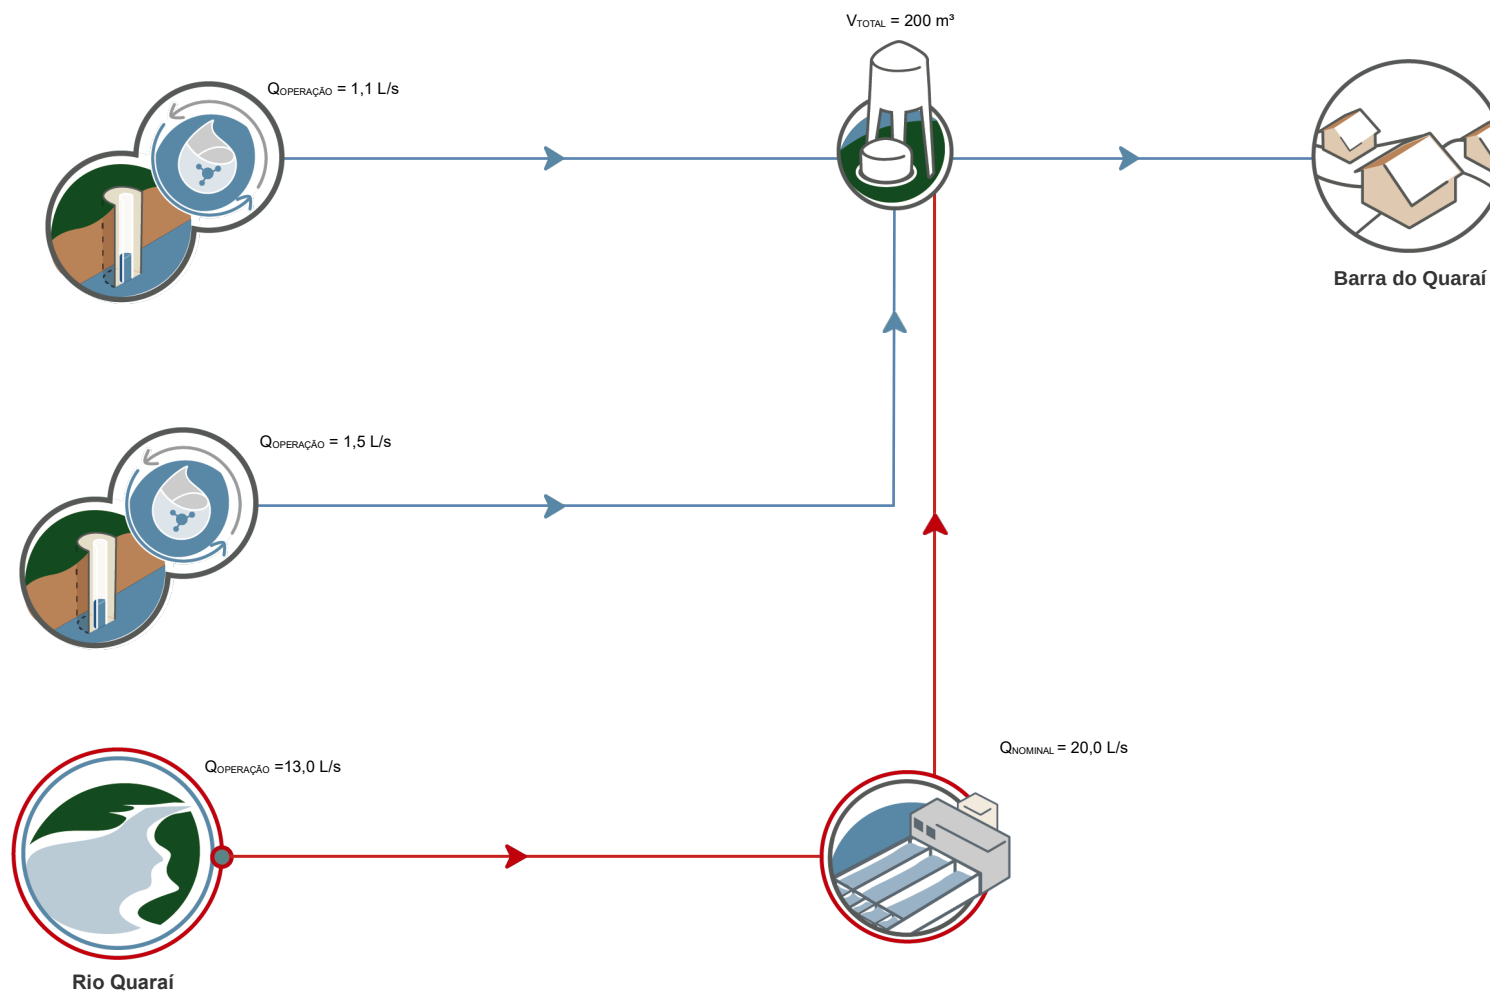 VTOTAL = 200 m³
QOPERAÇÃO = 1,1 L/s
Barra do Quaraí
QOPERAÇÃO = 1,5 L/s
QNOMINAL = 20,0 L/s
QOPERAÇÃO =13,0 L/s
Rio Quaraí